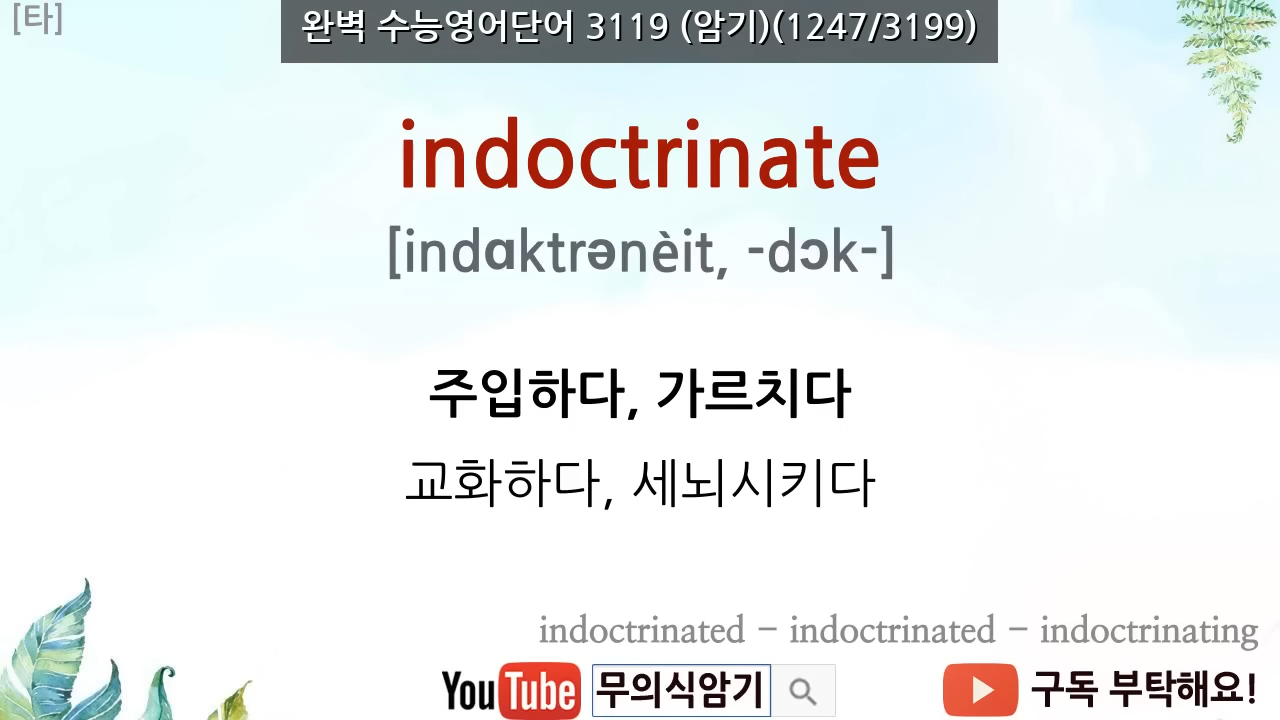 [타]
완벽 수능영어단어 3119 (암기)(1247/3199)
indoctrinate
[indɑktrənèit, -dɔk-]
주입하다, 가르치다
교화하다, 세뇌시키다
indoctrinated - indoctrinated - indoctrinating
YouTube 무의식암기
구독 부탁해요!